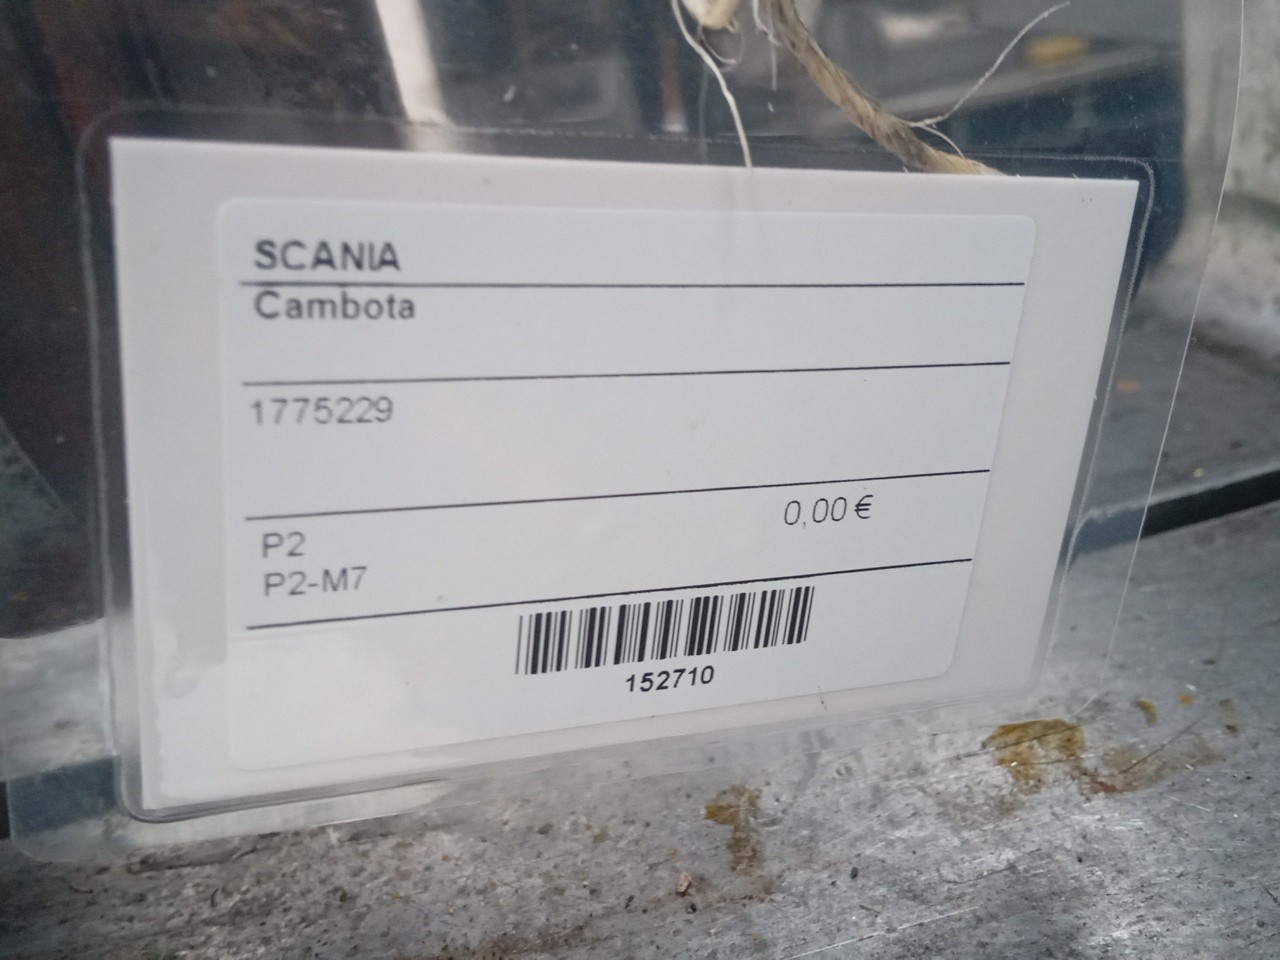 SCANIA
Cambota
1775229
0,00 €
P2
P2-M7
152710